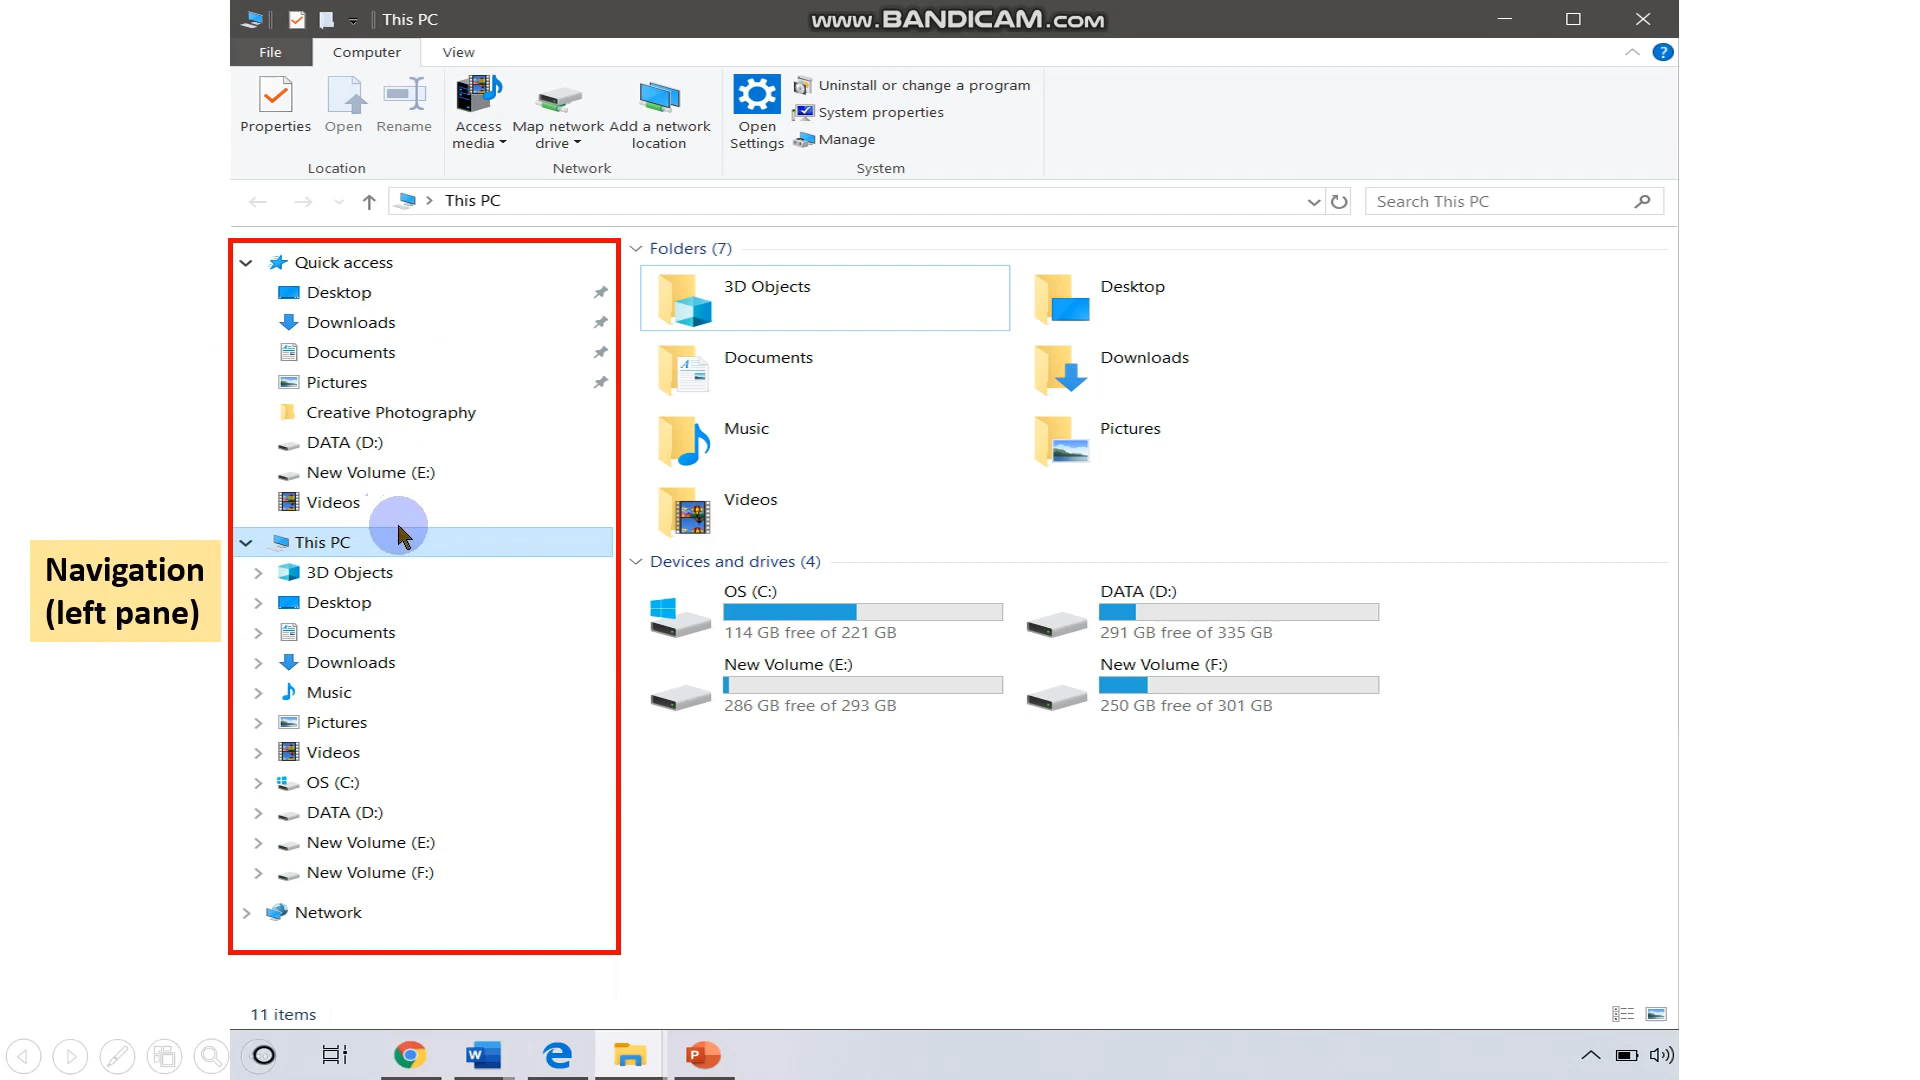 This PC
www.BANDICAM.com
File
Computer
View
Properties
Open
Rename
Access media
Map network drive
Add a network location
Open Settings
Uninstall or change a program
System properties
Manage
Location
Network
System
This PC
Search This PC
Quick access
Desktop
Downloads
Documents
Pictures
Creative Photography
DATA (D:)
New Volume (E:)
Videos
This PC
3D Objects
Desktop
Documents
Downloads
Music
Pictures
Videos
OS (C:)
DATA (D:)
New Volume (E:)
New Volume (F:)
Network
Navigation
(left pane)
Folders (7)
3D Objects
Desktop
Documents
Downloads
Music
Pictures
Videos
Devices and drives (4)
OS (C:)
114 GB free of 221 GB
DATA (D:)
291 GB free of 335 GB
New Volume (E:)
286 GB free of 293 GB
New Volume (F:)
250 GB free of 301 GB
11 items